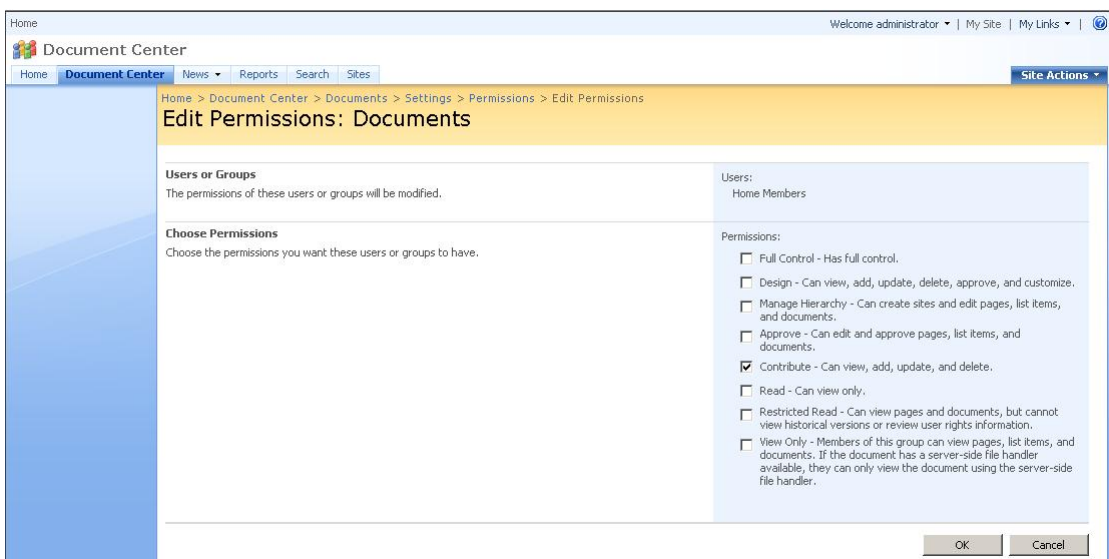 Home
Welcome administrator | My Site | My Links |
Document Center
Home Document Center News Reports Search Sites
Site Actions
Home > Document Center > Documents > Settings > Permissions > Edit Permissions
Edit Permissions: Documents
Users or Groups
The permissions of these users or groups will be modified.
Users:
Home Members
Choose Permissions
Choose the permissions you want these users or groups to have.
Permissions:
Full Control - Has full control.
Design - Can view, add, update, delete, approve, and customize.
Manage Hierarchy - Can create sites and edit pages, list items,
and documents.
Approve - Can edit and approve pages, list items, and
documents.
Contribute - Can view, add, update, and delete.
Read - Can view only.
Restricted Read - Can view pages and documents, but cannot
view historical versions or review user rights information.
View Only - Members of this group can view pages, list items, and
documents. If the document has a server-side file handler
available, they can only view the document using the server-side
file handler.
OK Cancel